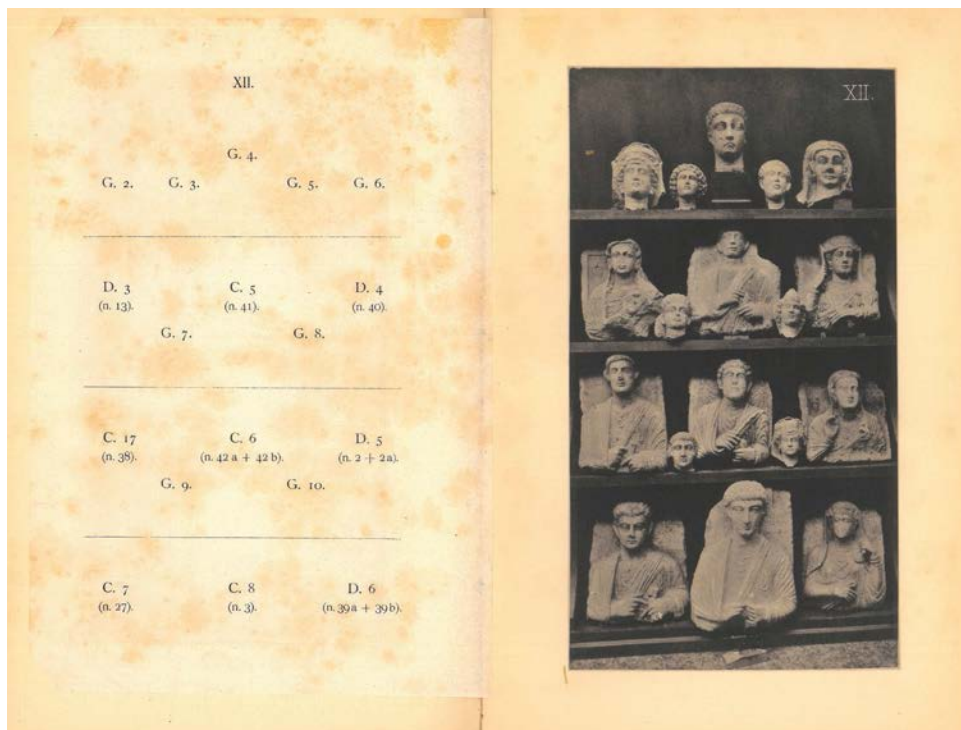 XII.
G. 4.
G. 2. G. 3. G. 5. G. 6.
D. 3 C. 5 D. 4
(n. 13). (n. 41). (n. 40).
G. 7. G. 8.
C. 17 C. 6 D. 5
(n. 38). (n. 42 a + 42 b). (n. 2 + 2a).
G. 9. G. 10.
C. 7 C. 8 D. 6
(n. 27). (n. 3). (n. 39a + 39b).
XII.